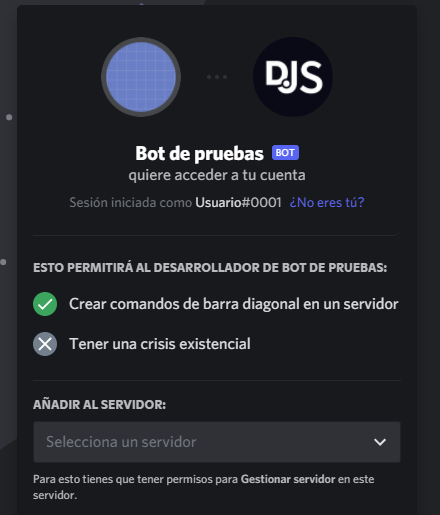 DJS
Bot de pruebas BOT
quiere acceder a tu cuenta
Sesión iniciada como Usuario#0001 ¿No eres tú?
ESTO PERMITIRÁ AL DESARROLLADOR DE BOT DE PRUEBAS:
Crear comandos de barra diagonal en un servidor
Tener una crisis existencial
AÑADIR AL SERVIDOR:
Selecciona un servidor
Para esto tienes que tener permisos para Gestionar servidor en este
servidor.